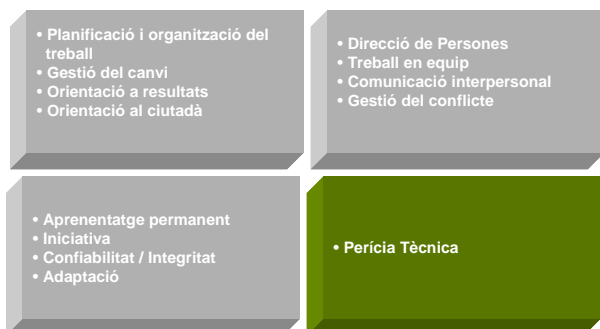 • Planificació i organització del
treball
• Gestió del canvi
• Orientació a resultats
• Orientació al ciutadà
• Direcció de Persones
• Treball en equip
• Comunicació interpersonal
• Gestió del conflicte
• Aprenentatge permanent
• Iniciativa
• Confiabilitat / Integritat
• Adaptació
• Perícia Tècnica